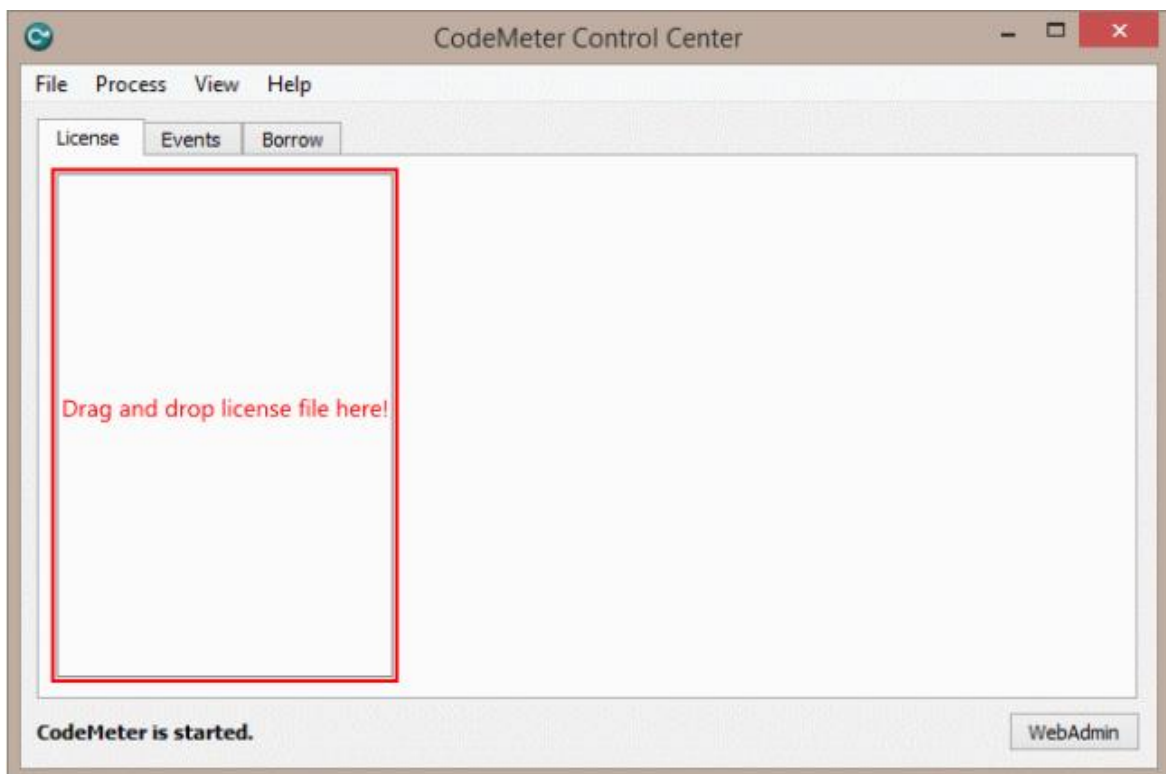 CodeMeter Control Center
File Process View Help
License Events Borrow
Drag and drop license file here!
CodeMeter is started.
WebAdmin